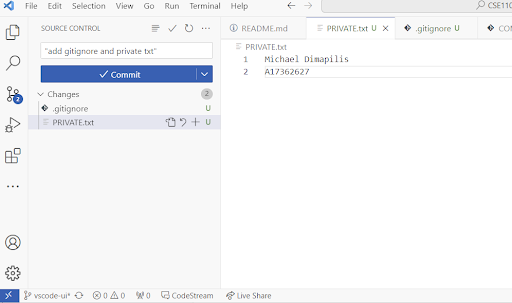 File Edit Selection View Go Run Terminal Help CSE110
SOURCE CONTROL
"add gitignore and private txt"
Commit
Changes 2
.gitignore U
PRIVATE.txt U
2
README.md PRIVATE.txt U .gitignore U CON
PRIVATE.txt
1 Michael Dimapilis
2 A17362627
vscode-ui* 0 0 0 CodeStream Live Share